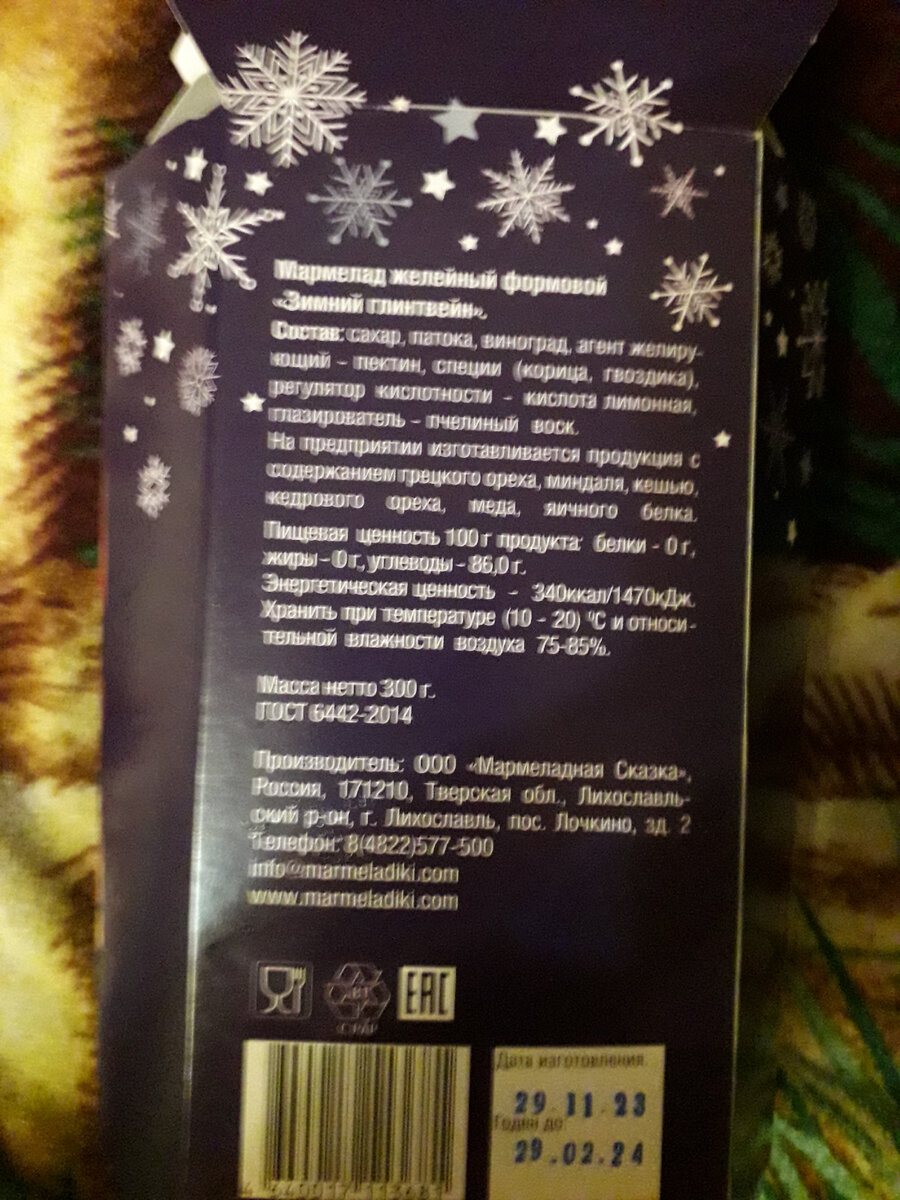 Мармелад желейный формовой
«Зимний глинтвейн».
Состав: сахар, патока, виноград, агент желиру-
ющий - пектин, специи (корица, гвоздика),
регулятор кислотности - кислота лимонная,
глазирователь - пчелиный воск.
На предприятии изготавливается продукция с
содержанием грецкого ореха, миндаля, кешью,
кедрового ореха, меда, яичного белка.
Пищевая ценность 100 г продукта: белки - 0 г,
жиры - 0 г, углеводы - 86,0 г.
Энергетическая ценность - 340ккал/1470кДж.
Хранить при температуре (10 - 20) °С и относи-
тельной влажности воздуха 75-85%.
Масса нетто 300 г.
ГОСТ 6442-2014
Производитель: ООО «Мармеладная Сказка»,
Россия, 171210, Тверская обл., Лихославль-
ский р-он, г. Лихославль, пос. Лочкино, зд. 2
Телефон: 8(4822)577-500
info@marmeladiki.com
www.marmeladiki.com
EAC
Дата изготовления
29 11 23
Годен до
29.02.24